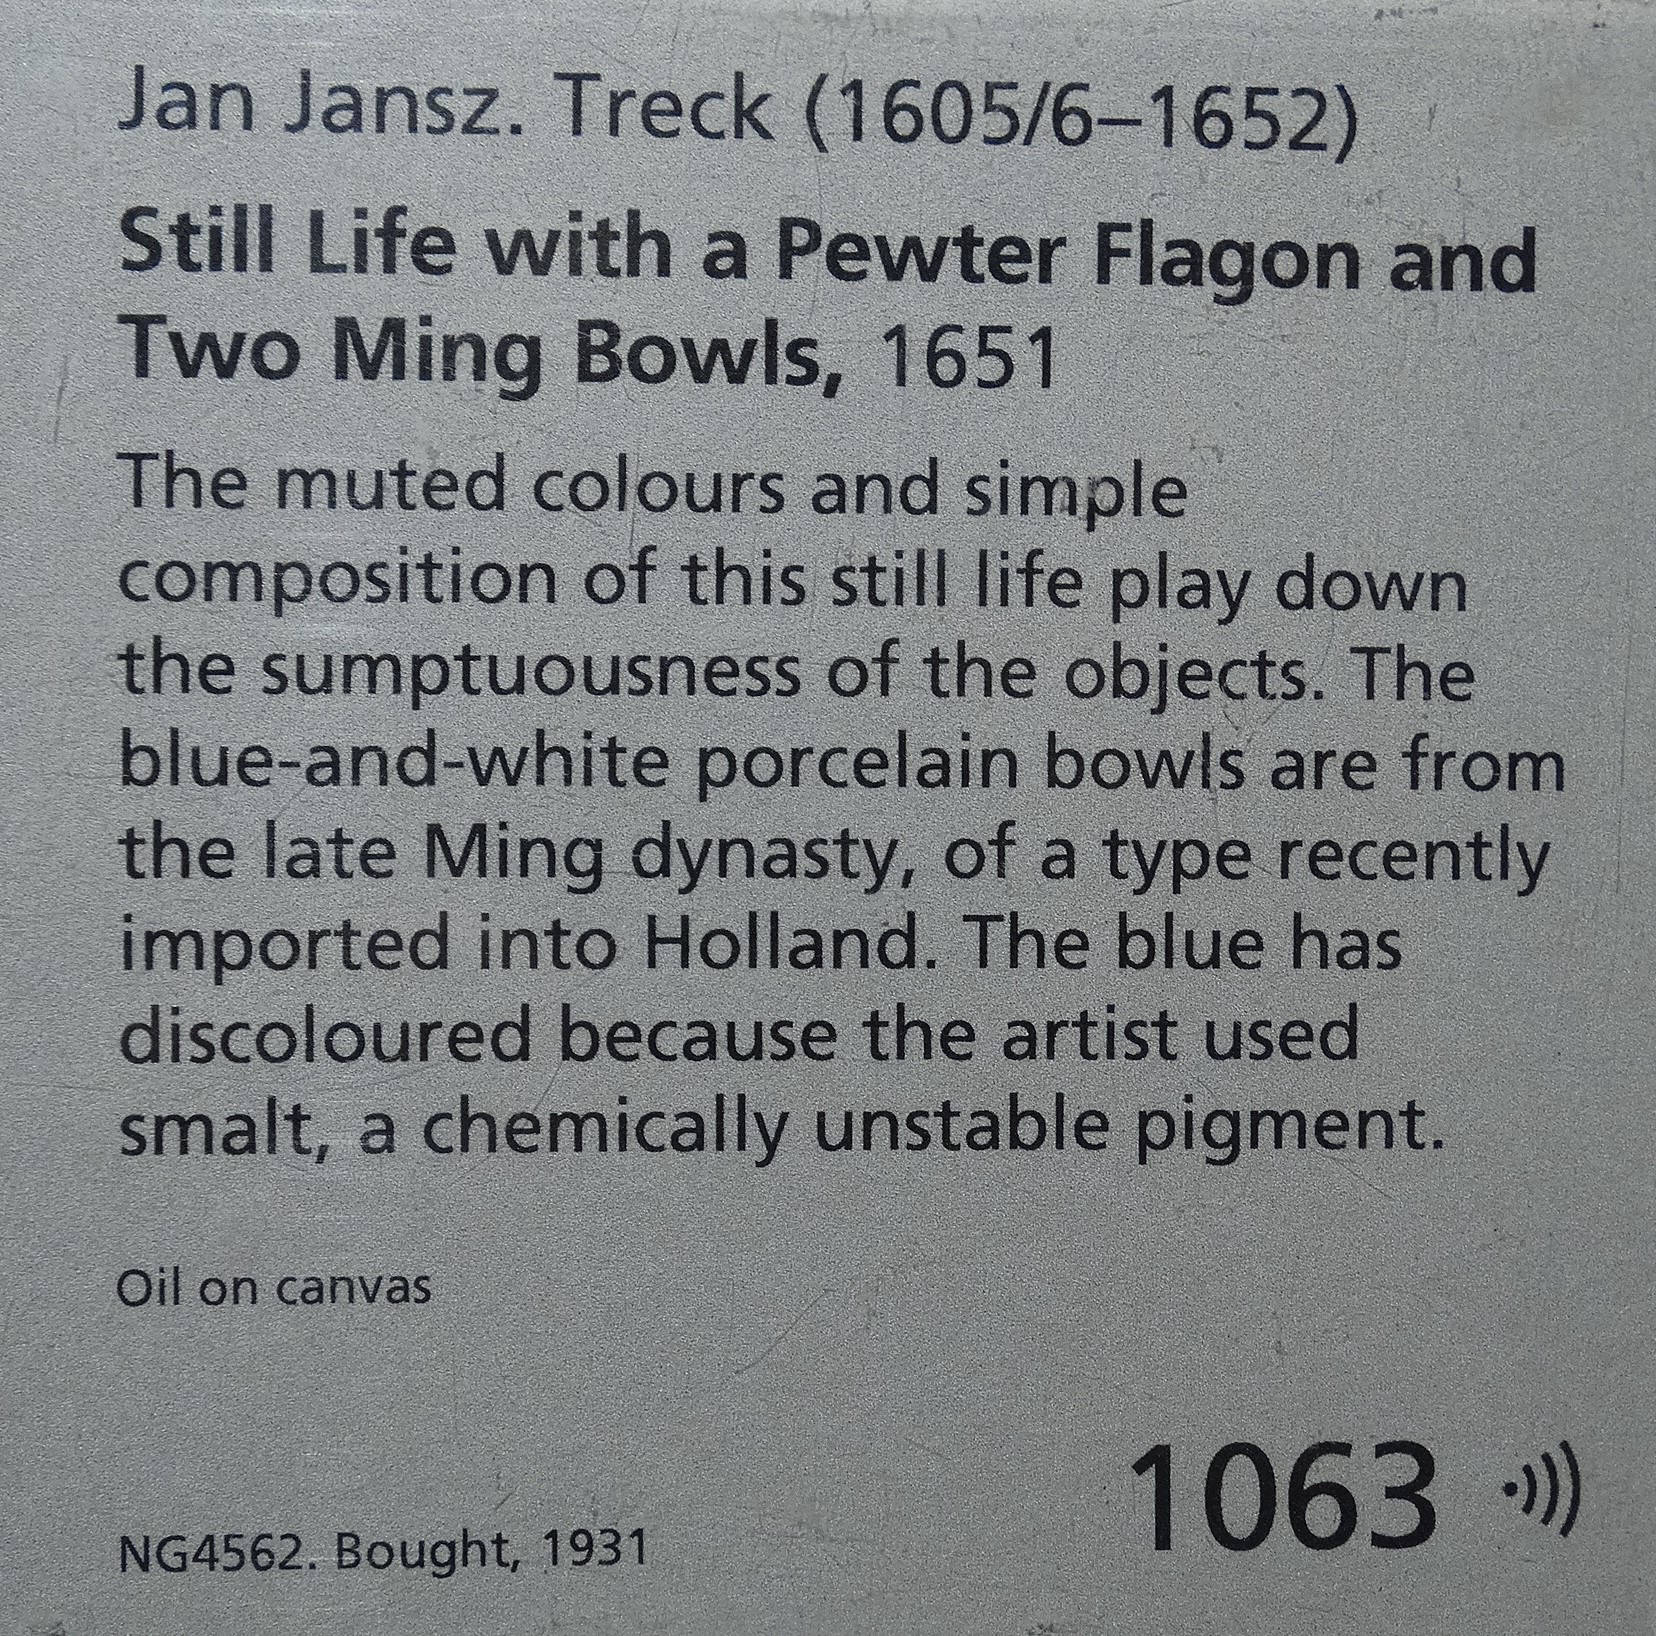 Jan Jansz. Treck (1605/6–1652)
Still Life with a Pewter Flagon and
Two Ming Bowls, 1651
The muted colours and simple
composition of this still life play down
the sumptuousness of the objects. The
blue-and-white porcelain bowls are from
the late Ming dynasty, of a type recently
imported into Holland. The blue has
discoloured because the artist used
smalt, a chemically unstable pigment.
Oil on canvas
NG4562. Bought, 1931
1063